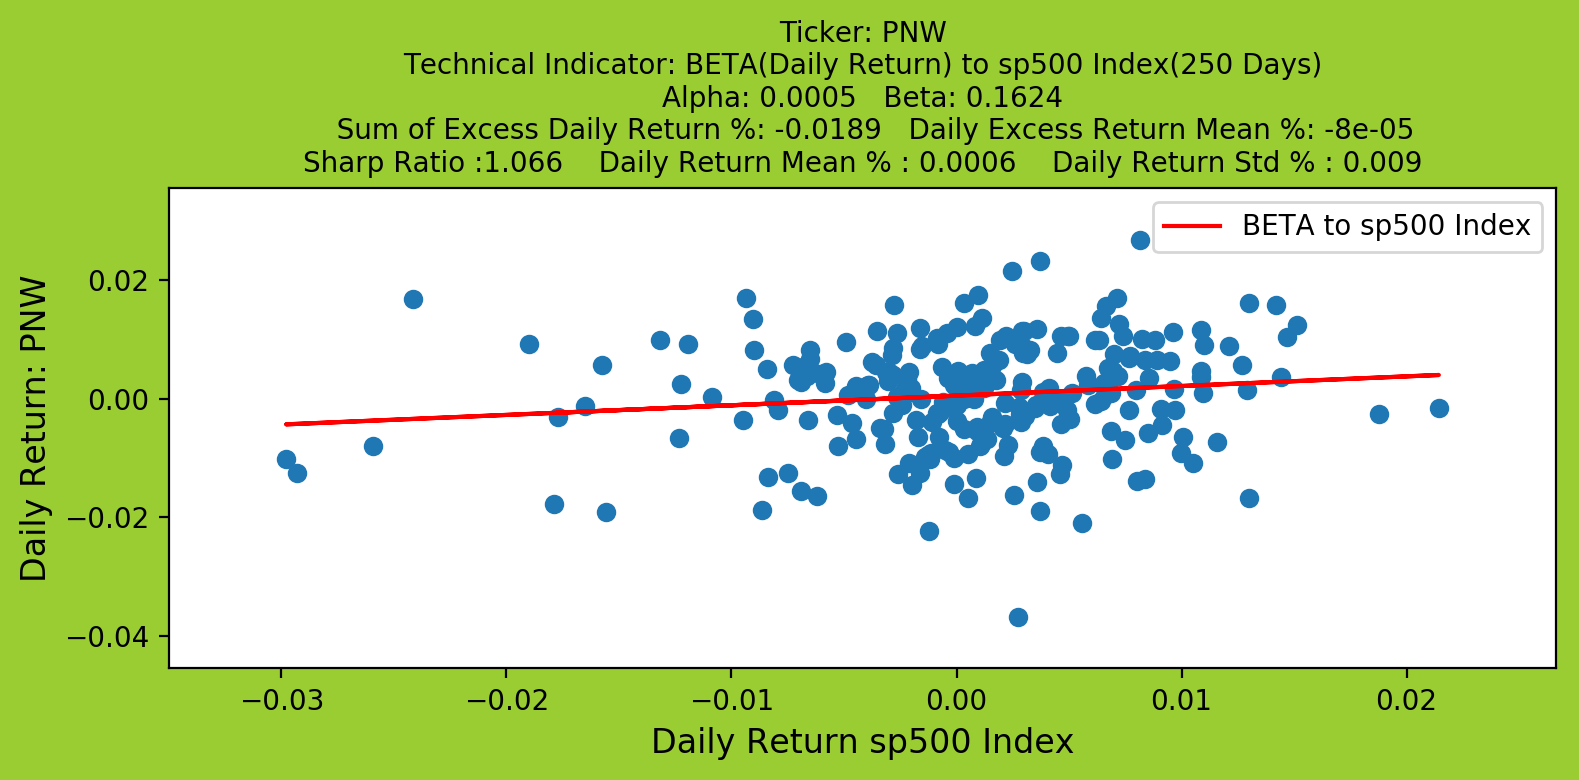 Ticker: PNW
Technical Indicator: BETA(Daily Return) to sp500 Index(250 Days)
Alpha: 0.0005 Beta: 0.1624
Sum of Excess Daily Return %: -0.0189 Daily Excess Return Mean %: -8e-05
Sharp Ratio :1.066 Daily Return Mean % : 0.0006 Daily Return Std % : 0.009
BETA to sp500 Index
Daily Return: PNW
0.02
0.00
−0.02
−0.04
−0.03 −0.02 −0.01 0.00 0.01 0.02
Daily Return sp500 Index